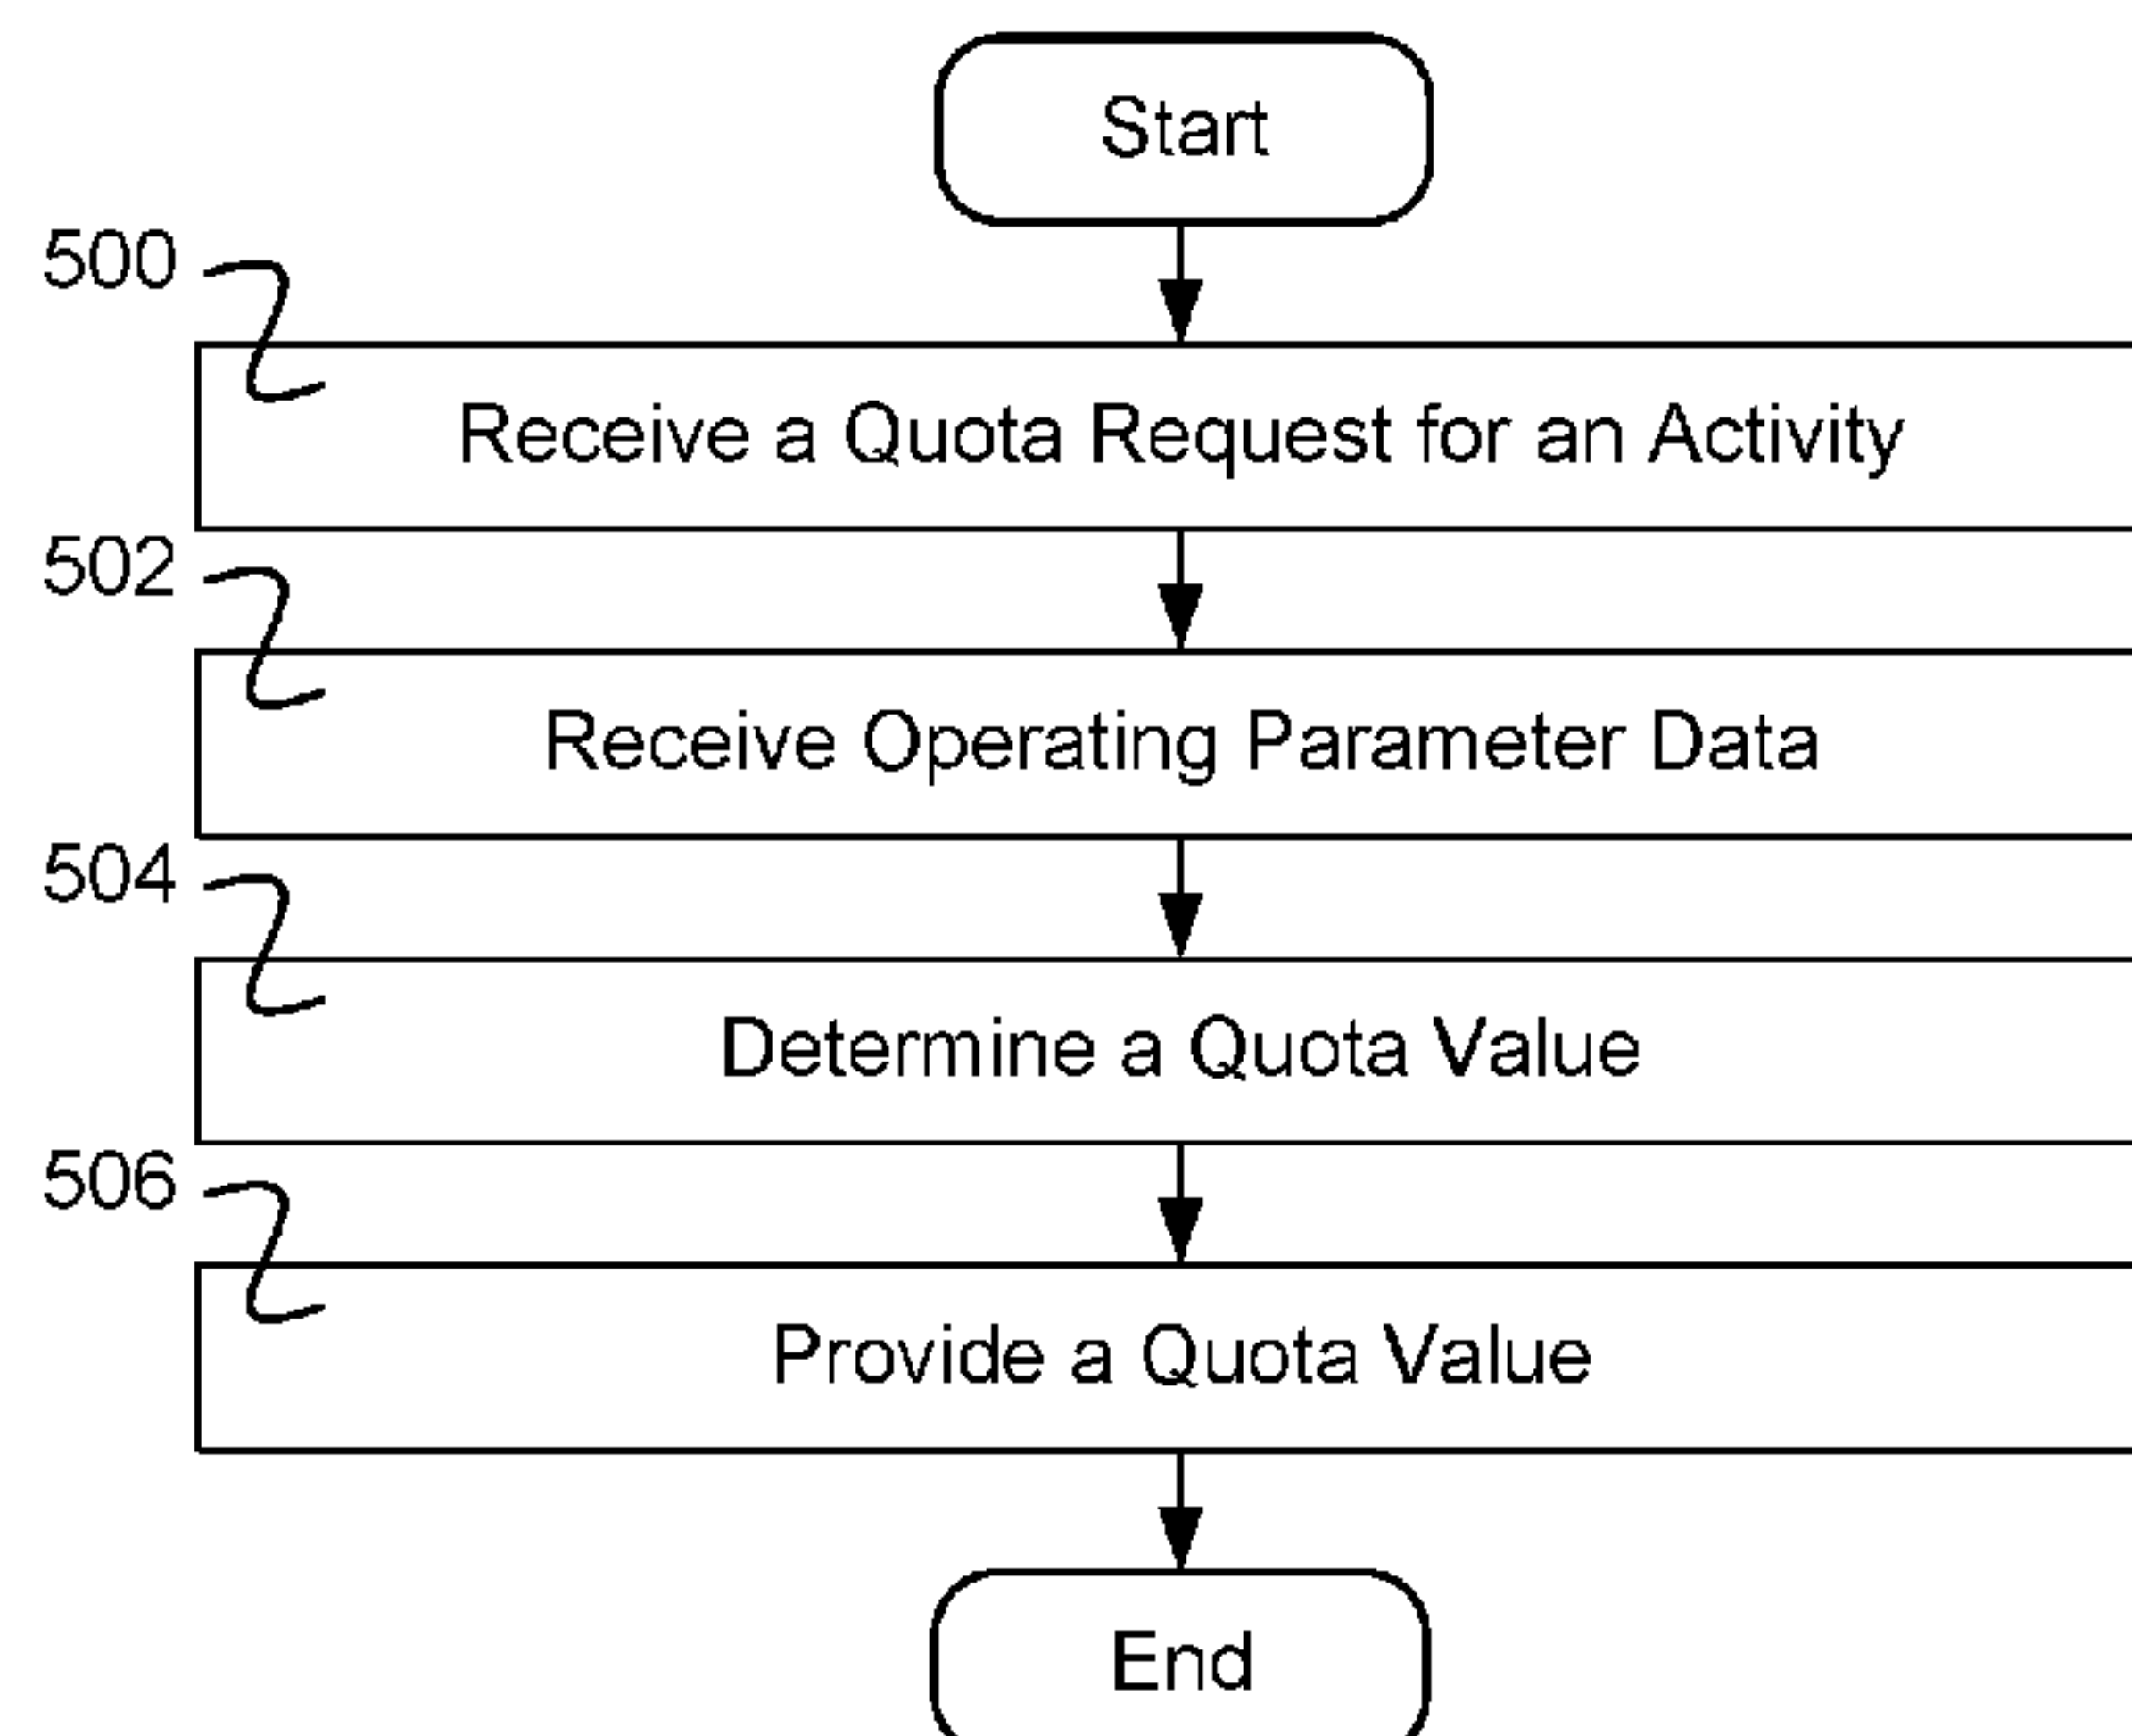 Start
500
Receive a Quota Request for an Activity
502
Receive Operating Parameter Data
504
Determine a Quota Value
506
Provide a Quota Value
End